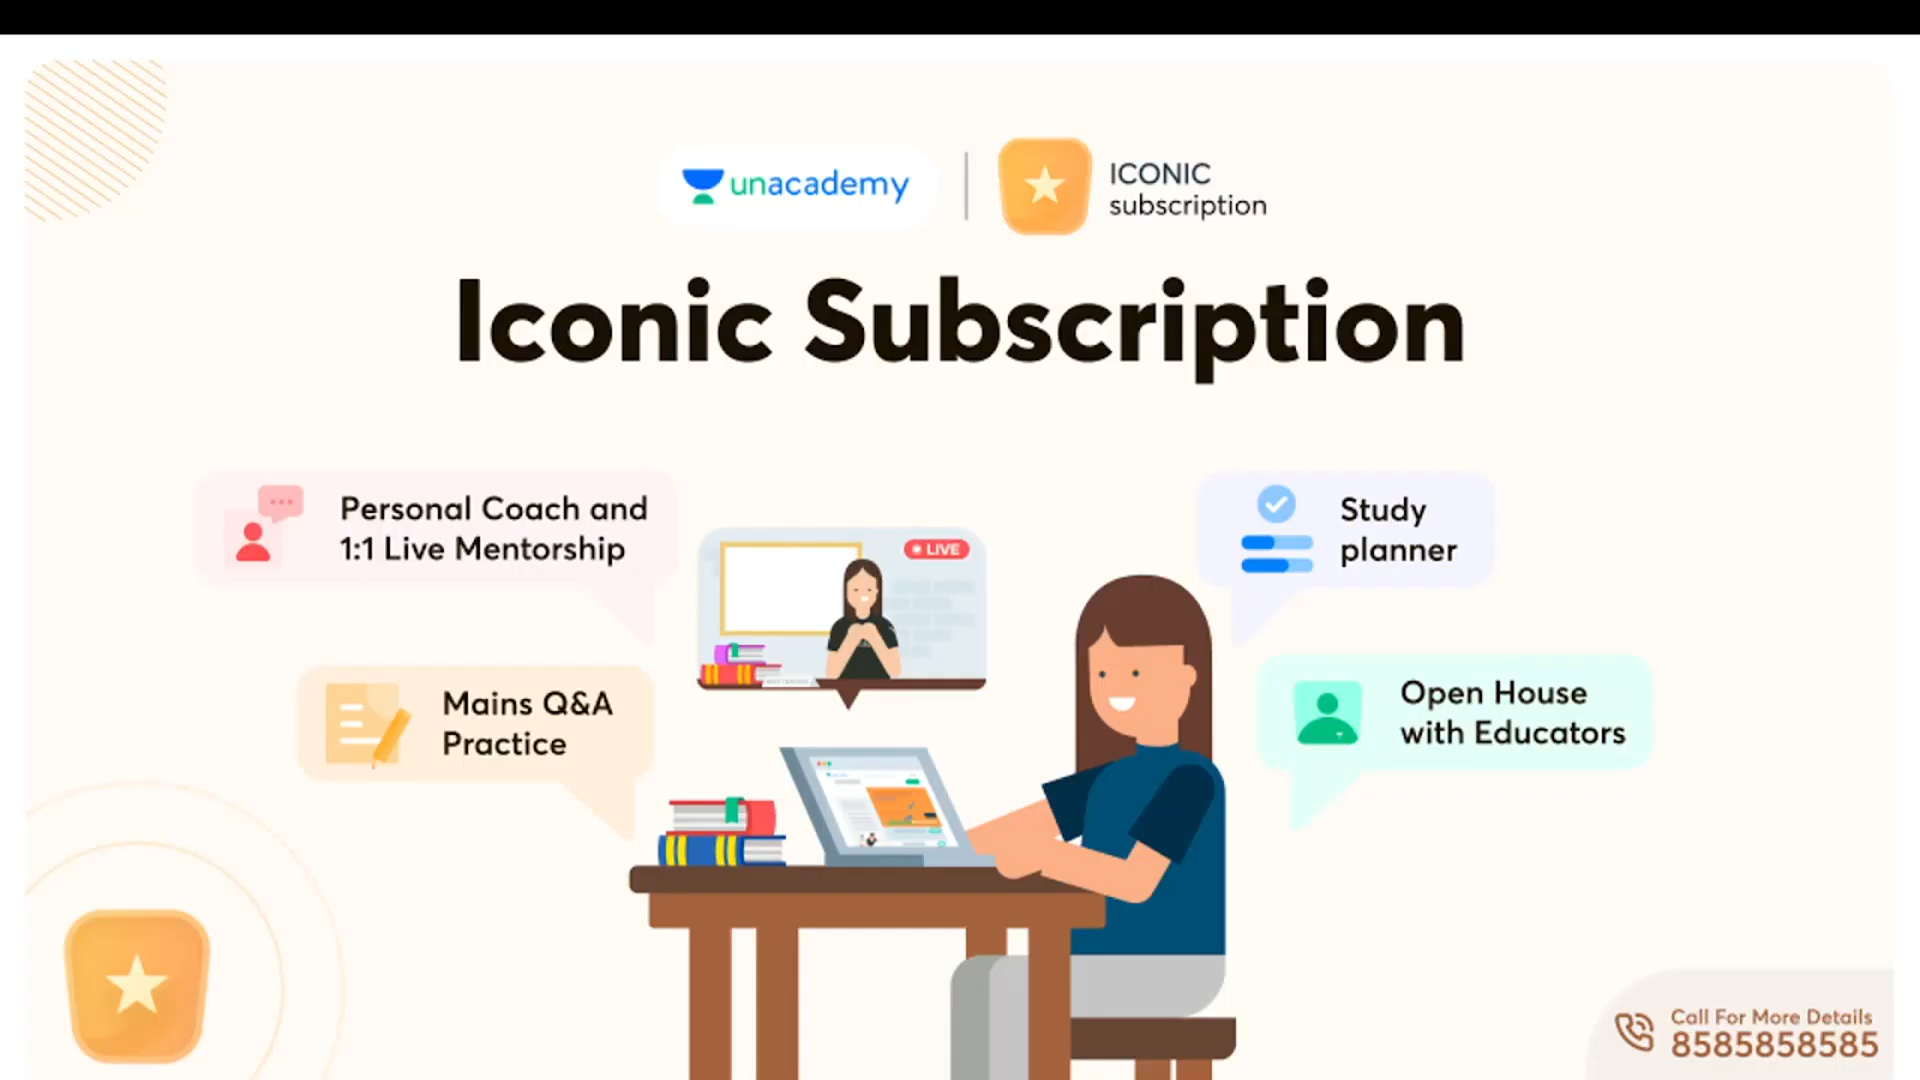 unacademy
ICONIC
subscription
Iconic Subscription
Personal Coach and
1:1 Live Mentorship
LIVE
Study
planner
Mains Q&A
Practice
Open House
with Educators
Call For More Details
8585858585